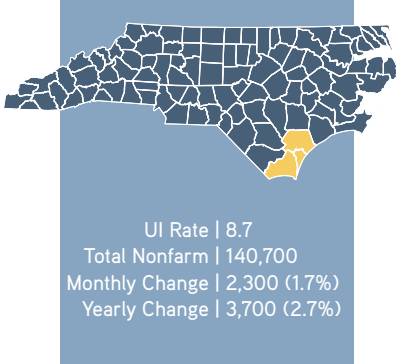 UI Rate | 8.7
Total Nonfarm | 140,700
Monthly Change | 2,300 (1.7%)
Yearly Change | 3,700 (2.7%)